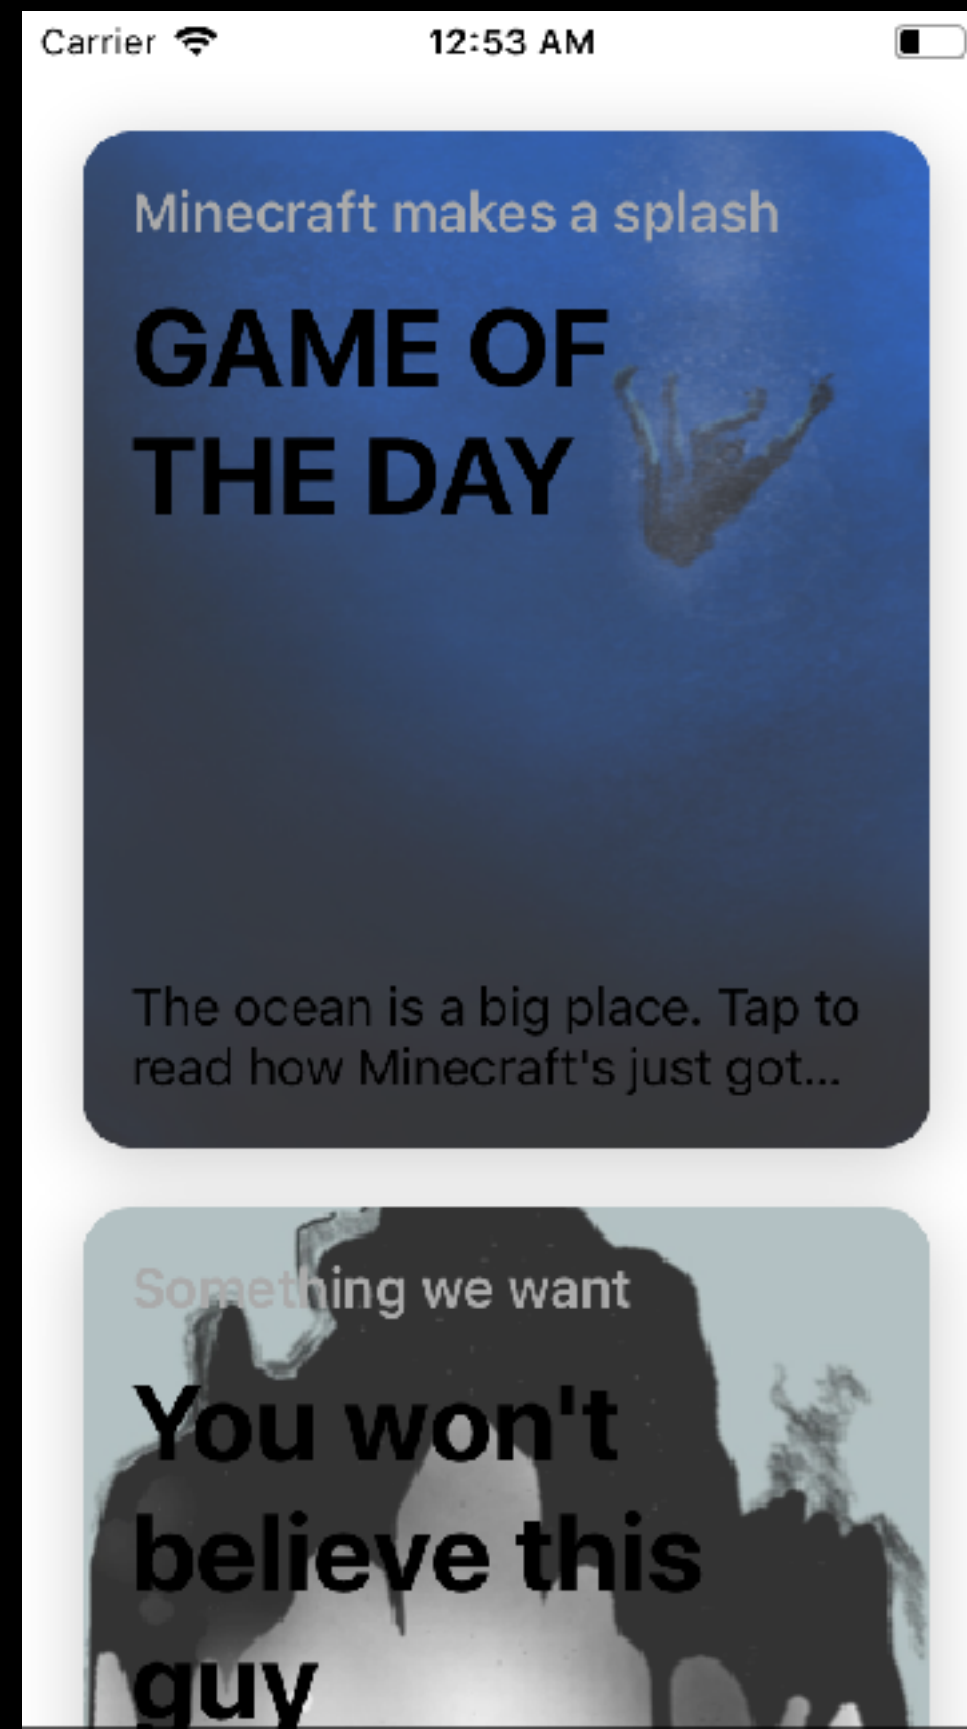 Carrier 12:53 AM
Minecraft makes a splash
GAME OF
THE DAY
The ocean is a big place. Tap to
read how Minecraft's just got...
Something we want
You won't
believe this
guy